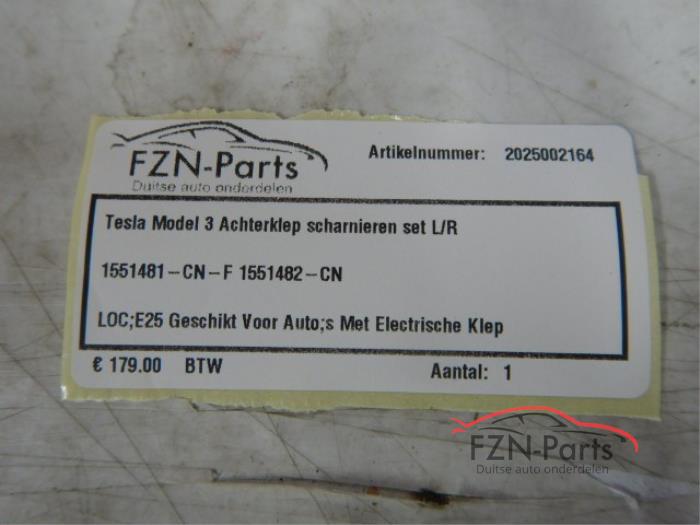 FZN-Parts
Duitse auto onderdelen
Artikelnummer: 2025002164
Tesla Model 3 Achterklep scharnieren set L/R
1551481-CN-F 1551482-CN
LOC;E25 Geschikt Voor Auto;s Met Electrische Klep
€ 179.00 BTW
Aantal: 1
FZN-Parts
Duitse auto onderdelen